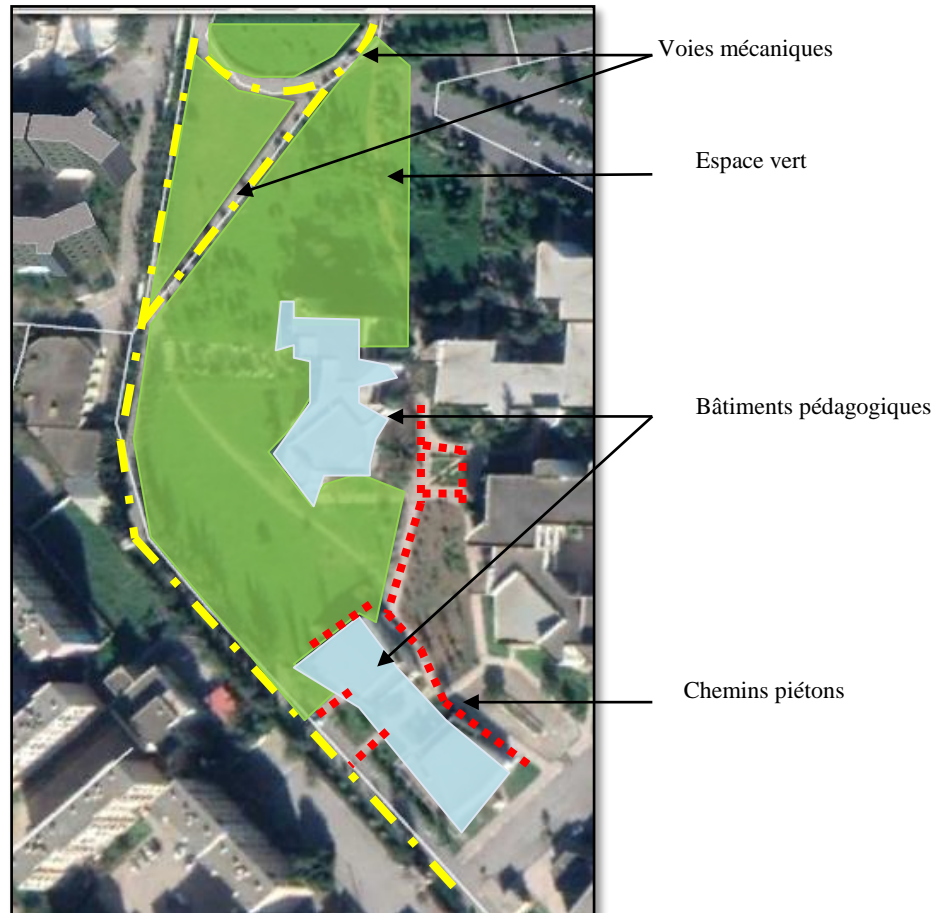 Voies mécaniques
Espace vert
Bâtiments pédagogiques
Chemins piétons